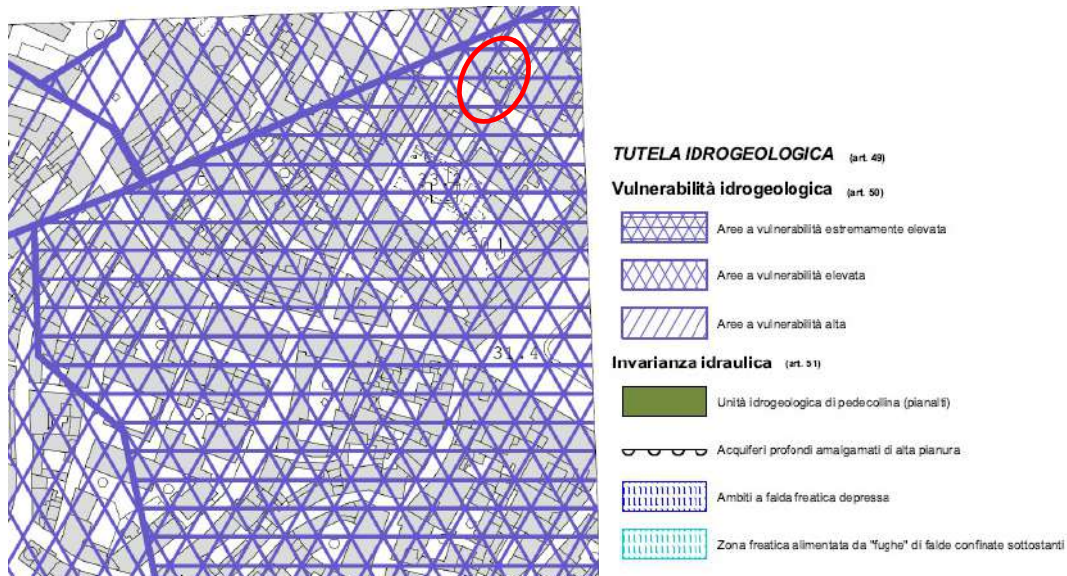 TUTELA IDROGEOLOGICA (art. 49)
Vulnerabilità idrogeologica (art. 50)
Aree a vulnerabilità estremamente elevata
Aree a vulnerabilità elevata
Aree a vulnerabilità alta
Invarianza idraulica (art. 51)
Unità idrogeologica di pedecollina (pianalti)
Acquiferi profondi amalgamati di alta pianura
Ambiti a falda freatica depressa
Zona freatica alimentata da "fughe" di falde confinate sottostanti
31.4